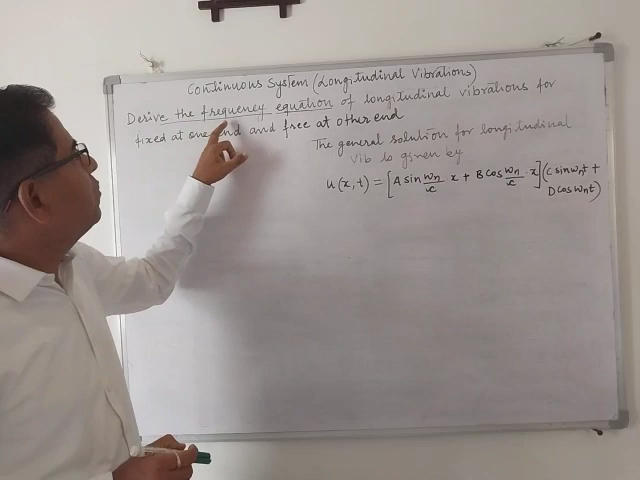 Continuous System (Longitudinal Vibrations)
Derive the frequency equation of longitudinal vibrations for
fixed at one end and free at other end
The general solution for longitudinal
vib is given by
u(x,t) = [A sin ωn/c x + B cos ωn/c · x] (C sin ωnt +
D cos ωnt)